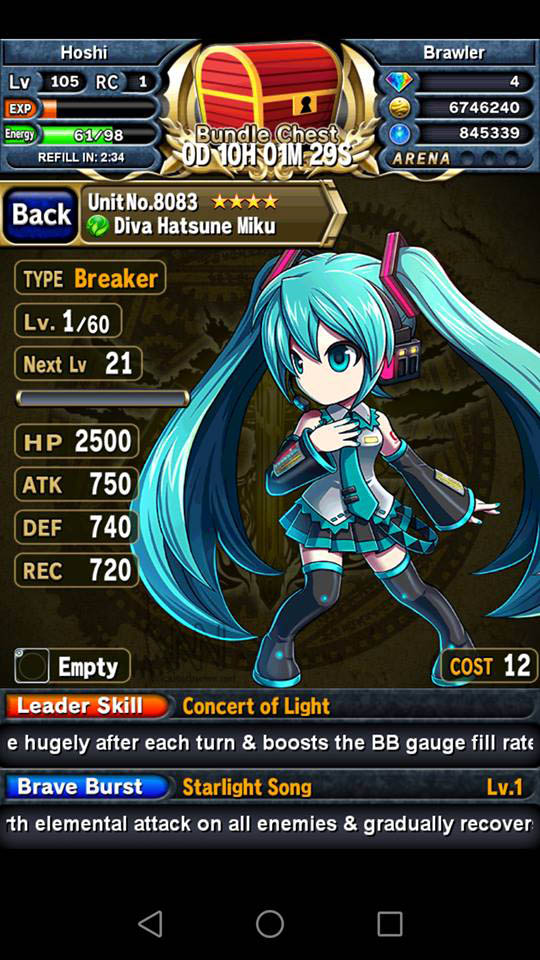 Hoshi
Brawler
Lv 105 RC 1
4
EXP
6746240
Energy 61/98
845339
REFILL IN: 2:34
ARENA
Bundle Chest
0D 10H 01M 29S
Back
Unit No.8083
Diva Hatsune Miku
TYPE Breaker
Lv. 1/60
Next Lv 21
HP 2500
ATK 750
DEF 740
REC 720
Empty
COST 12
Leader Skill Concert of Light
e hugely after each turn & boosts the BB gauge fill rate
Brave Burst Starlight Song Lv.1
rth elemental attack on all enemies & gradually recover